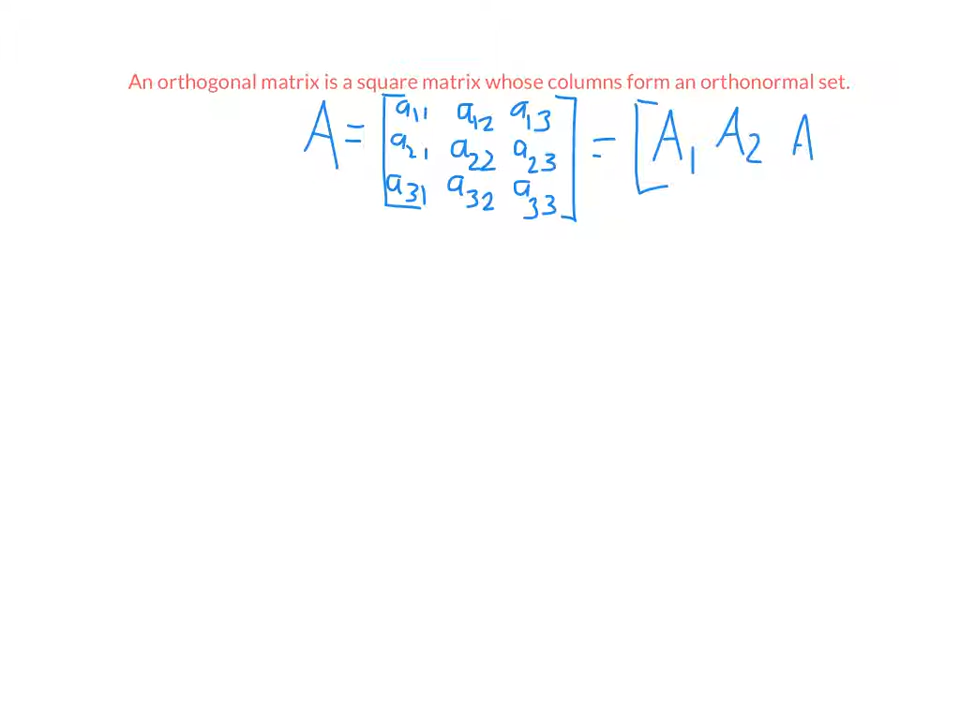 An orthogonal matrix is a square matrix whose columns form an orthonormal set.
A = [ a11 a12 a13 = [ A1 A2 A
a21 a22 a23
a31 a32 a33 ]